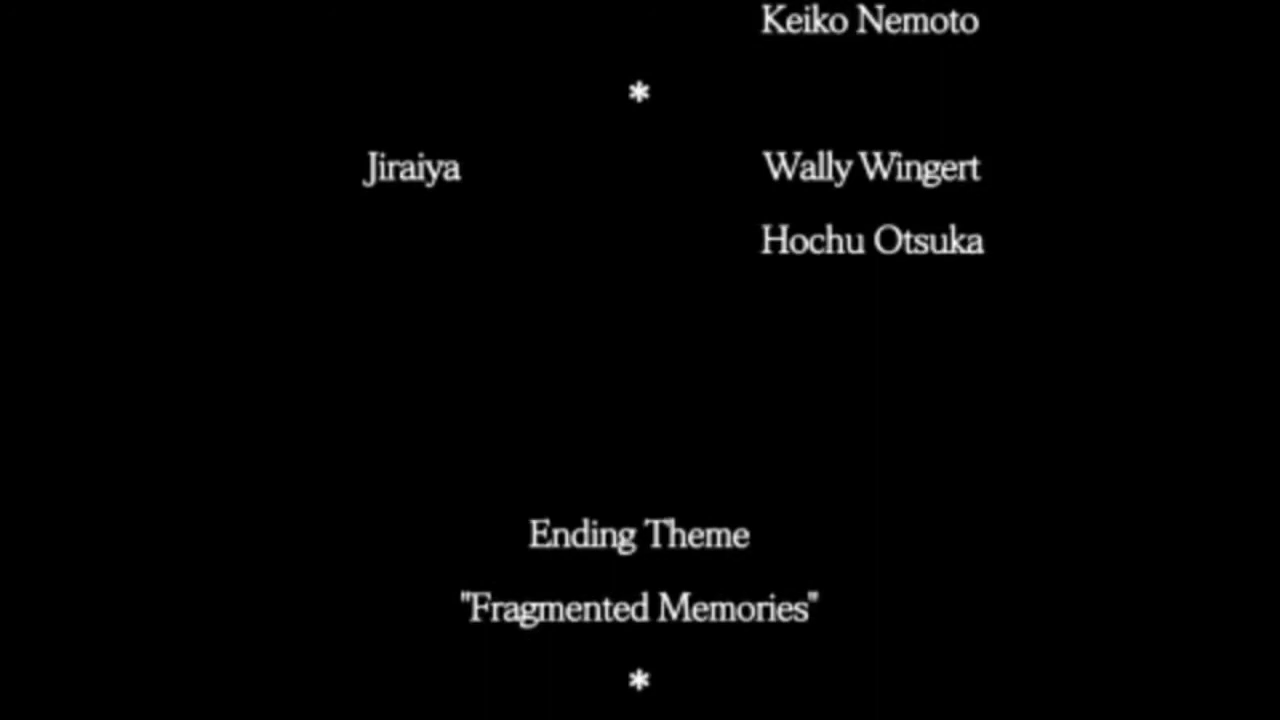 Keiko Nemoto
*
Jiraiya Wally Wingert
Hochu Otsuka
Ending Theme
"Fragmented Memories"
*